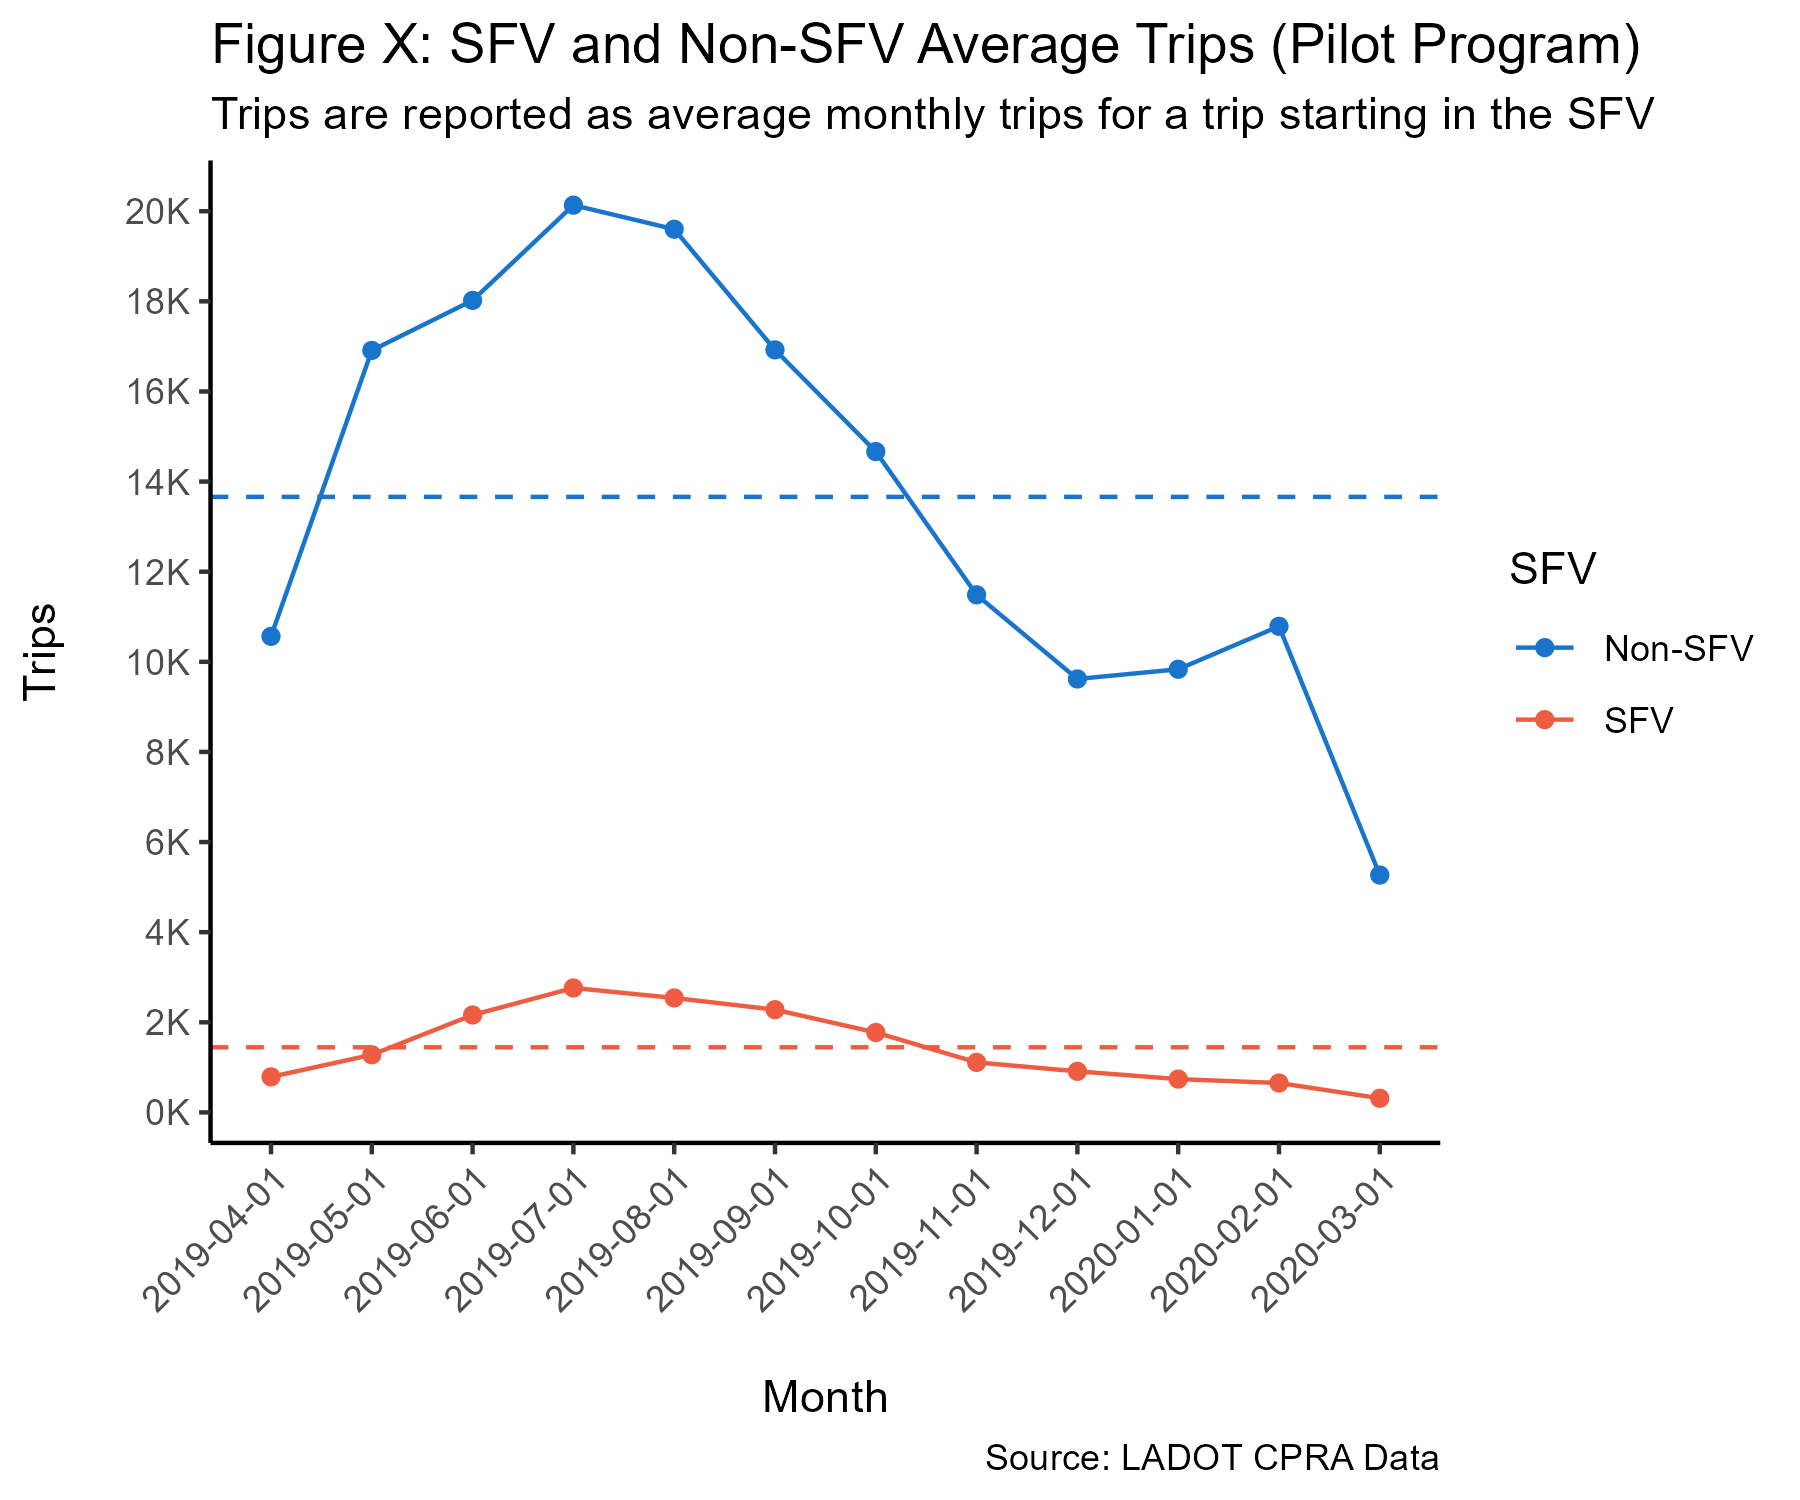 Figure X: SFV and Non-SFV Average Trips (Pilot Program)
Trips are reported as average monthly trips for a trip starting in the SFV
20K
18K
16K
14K
12K
10K
8K
6K
4K
2K
0K
Trips
2019-04-01
2019-05-01
2019-06-01
2019-07-01
2019-08-01
2019-09-01
2019-10-01
2019-11-01
2019-12-01
2020-01-01
2020-02-01
2020-03-01
Month
SFV
Non-SFV
SFV
Source: LADOT CPRA Data